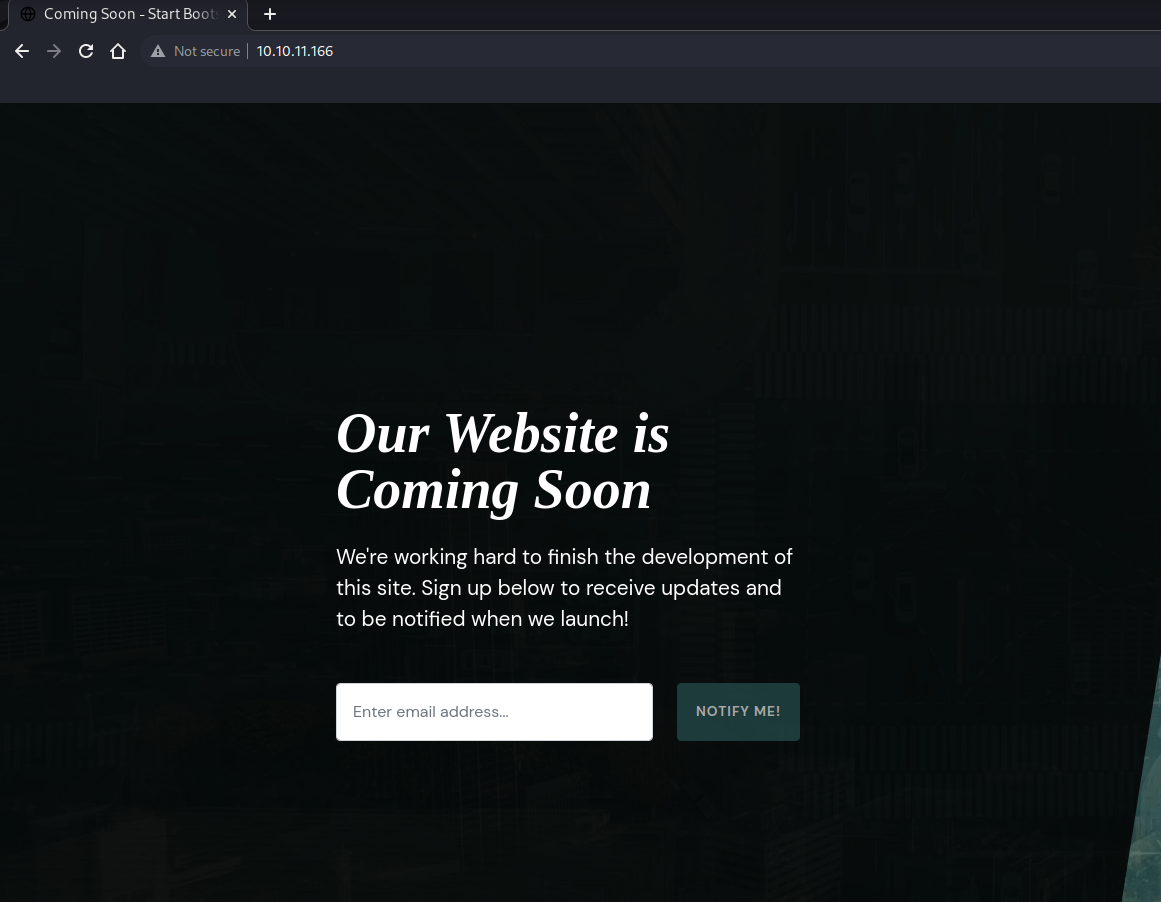 Coming Soon - Start Boots
Not secure
10.10.11.166
Our Website is
Coming Soon
We're working hard to finish the development of
this site. Sign up below to receive updates and
to be notified when we launch!
Enter email address...
NOTIFY ME!